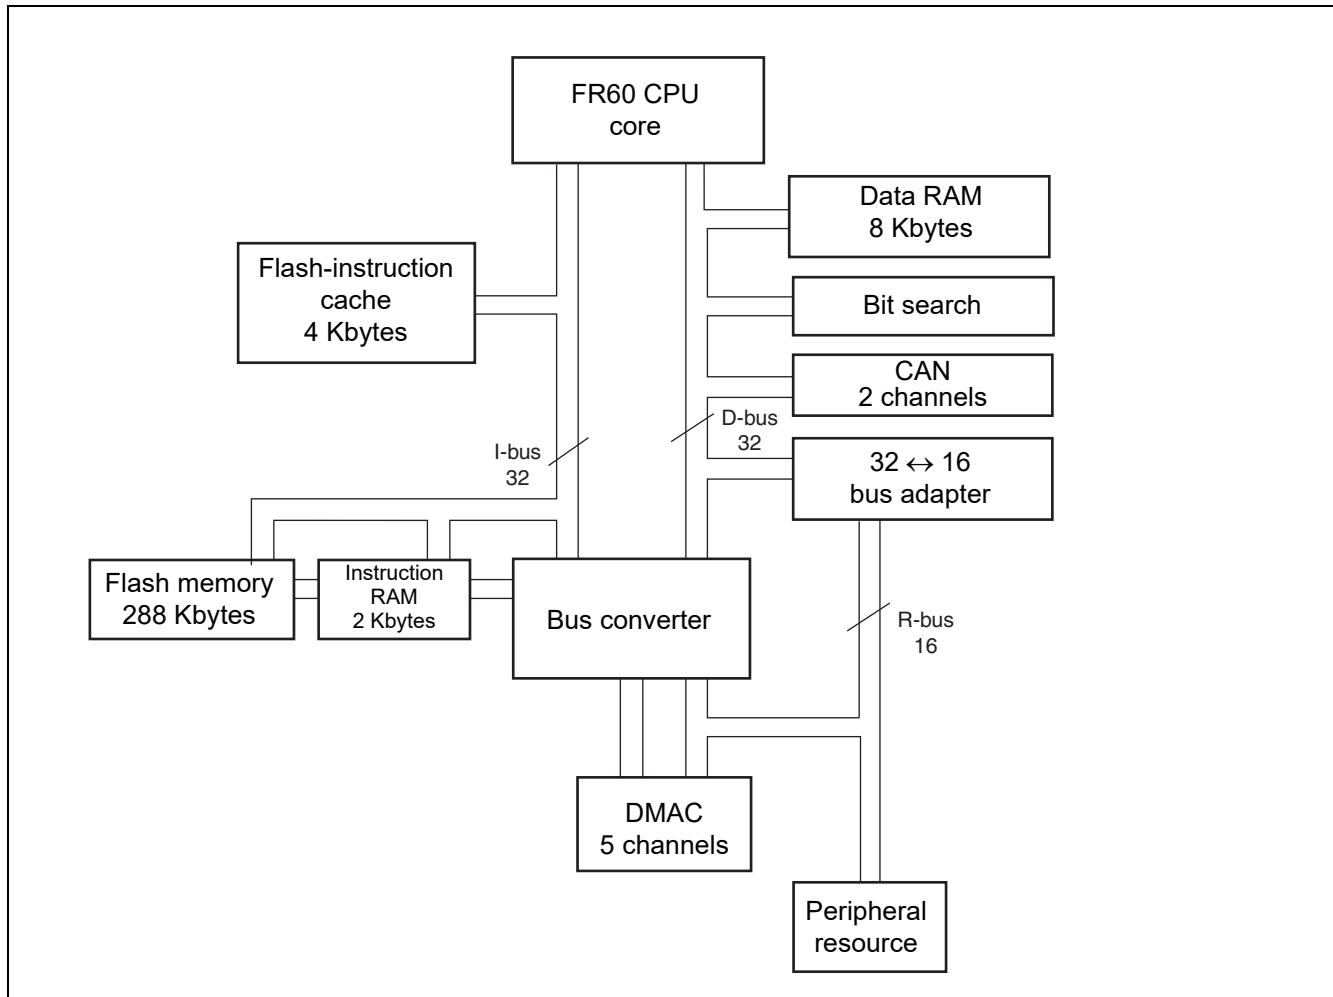 FR60 CPU
core
Data RAM
8 Kbytes
Flash-instruction
cache
4 Kbytes
Bit search
CAN
2 channels
D-bus
32
I-bus
32
32 ↔ 16
bus adapter
Flash memory
288 Kbytes
Instruction
RAM
2 Kbytes
Bus converter
R-bus
16
DMAC
5 channels
Peripheral
resource